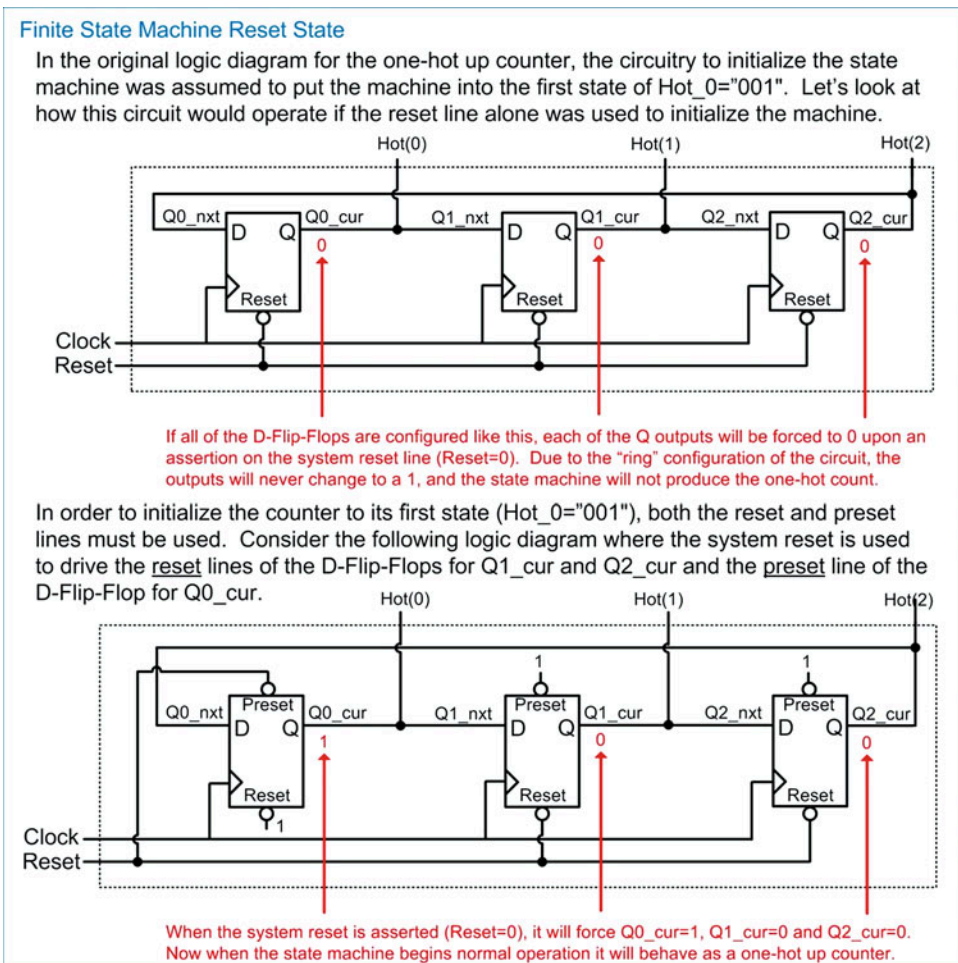 Finite State Machine Reset State
In the original logic diagram for the one-hot up counter, the circuitry to initialize the state
machine was assumed to put the machine into the first state of Hot_0=”001". Let’s look at
how this circuit would operate if the reset line alone was used to initialize the machine.
Hot(0) Hot(1) Hot(2)
Q0_nxt Q0_cur Q1_nxt Q1_cur Q2_nxt Q2_cur
D Q D Q D Q
0 0 0
Reset Reset Reset
Clock
Reset
If all of the D-Flip-Flops are configured like this, each of the Q outputs will be forced to 0 upon an
assertion on the system reset line (Reset=0). Due to the “ring” configuration of the circuit, the
outputs will never change to a 1, and the state machine will not produce the one-hot count.
In order to initialize the counter to its first state (Hot_0=”001"), both the reset and preset
lines must be used. Consider the following logic diagram where the system reset is used
to drive the reset lines of the D-Flip-Flops for Q1_cur and Q2_cur and the preset line of the
D-Flip-Flop for Q0_cur.
Hot(0) Hot(1) Hot(2)
1 1
Preset Preset Preset
Q0_nxt Q0_cur Q1_nxt Q1_cur Q2_nxt Q2_cur
D Q D Q D Q
1 0 0
Reset Reset Reset
1
Clock
Reset
When the system reset is asserted (Reset=0), it will force Q0_cur=1, Q1_cur=0 and Q2_cur=0.
Now when the state machine begins normal operation it will behave as a one-hot up counter.